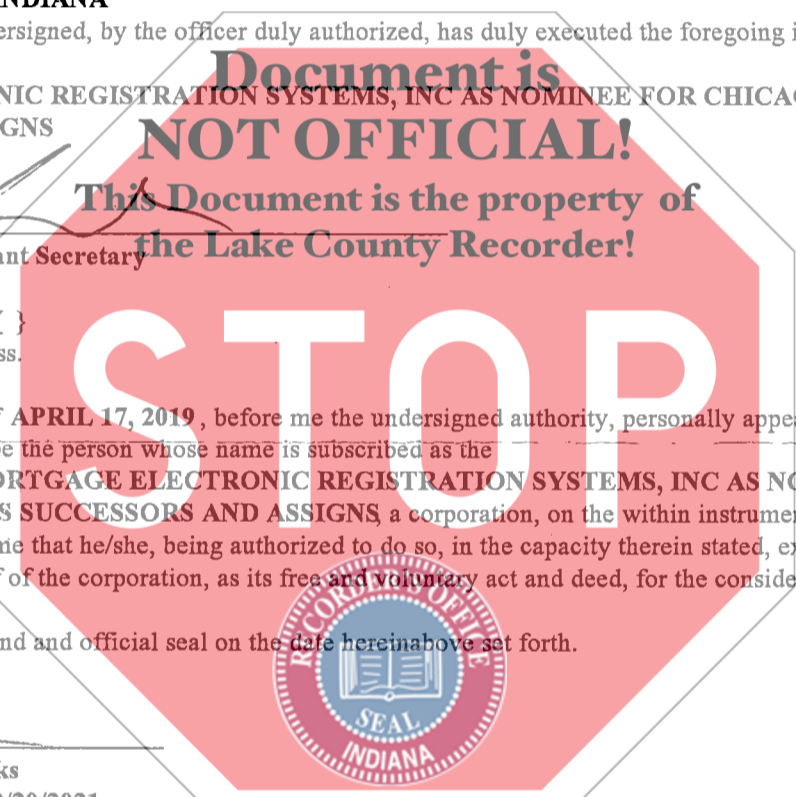 INDIANA
ersigned, by the officer duly authorized, has duly executed the foregoing i
Document is
NIC REGISTRATION SYSTEMS, INC AS NOMINEE FOR CHICA
GNS
NOT OFFICIAL!
This Document is the property of
the Lake County Recorder!
ant Secretary
}
ss.
STOP
APRIL 17, 2019, before me the undersigned authority, personally appe
e the person whose name is subscribed as the
ORTGAGE ELECTRONIC REGISTRATION SYSTEMS, INC AS NO
S SUCCESSORS AND ASSIGNS, a corporation, on the within instrume
me that he/she, being authorized to do so, in the capacity therein stated, ex
f of the corporation, as its free and voluntary act and deed, for the conside
nd and official seal on the date hereinabove set forth.
RECORDER'S OFFICE
SEAL
INDIANA
ks